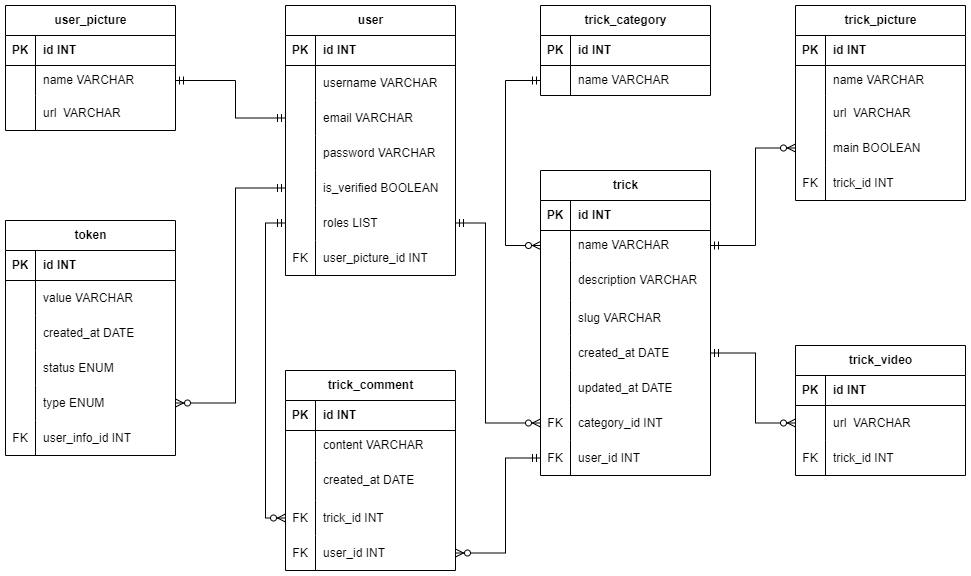 user_picture
PK id INT
name VARCHAR
url VARCHAR
user
PK id INT
username VARCHAR
email VARCHAR
password VARCHAR
is_verified BOOLEAN
roles LIST
FK user_picture_id INT
trick_category
PK id INT
name VARCHAR
trick_picture
PK id INT
name VARCHAR
url VARCHAR
main BOOLEAN
FK trick_id INT
token
PK id INT
value VARCHAR
created_at DATE
status ENUM
type ENUM
FK user_info_id INT
trick_comment
PK id INT
content VARCHAR
created_at DATE
FK trick_id INT
FK user_id INT
trick
PK id INT
name VARCHAR
description VARCHAR
slug VARCHAR
created_at DATE
updated_at DATE
FK category_id INT
FK user_id INT
trick_video
PK id INT
url VARCHAR
FK trick_id INT